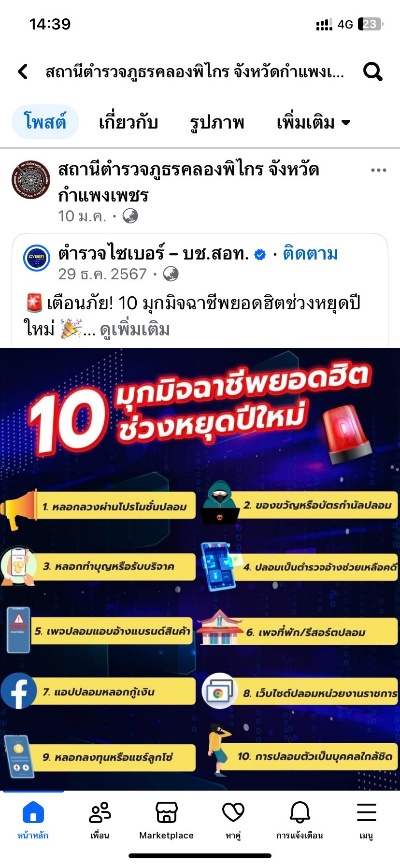 14:39
4G 23
สถานีตำรวจภูธรคลองพิไกร จังหวัดกำแพงเ...
โพสต์ เกี่ยวกับ รูปภาพ เพิ่มเติม
สถานีตำรวจภูธรคลองพิไกร จังหวัด
กำแพงเพชร
10 ม.ค. ·
CYBER
ตำรวจไซเบอร์ – บช.สอท. · ติดตาม
29 ธ.ค. 2567 ·
🚨เตือนภัย! 10 มุกมิจฉาชีพยอดฮิตช่วงหยุดปี
ใหม่ 🎉... ดูเพิ่มเติม
10 มุกมิจฉาชีพยอดฮิต
ช่วงหยุดปีใหม่
1. หลอกลวงผ่านโปรโมชั่นปลอม
2. ของขวัญหรือบัตรกำนัลปลอม
3. หลอกทำบุญหรือรับบริจาค
4. ปลอมเป็นตำรวจอ้างช่วยเหลือคดี
5. เพจปลอมแอบอ้างแบรนด์สินค้า
6. เพจที่พัก/รีสอร์ตปลอม
7. แอปปลอมหลอกกู้เงิน
8. เว็บไซต์ปลอมหน่วยงานราชการ
9. หลอกลงทุนหรือแชร์ลูกโซ่
10. การปลอมตัวเป็นบุคคลใกล้ชิด
หน้าหลัก เพื่อน Marketplace หาคู่ การแจ้งเตือน เมนู